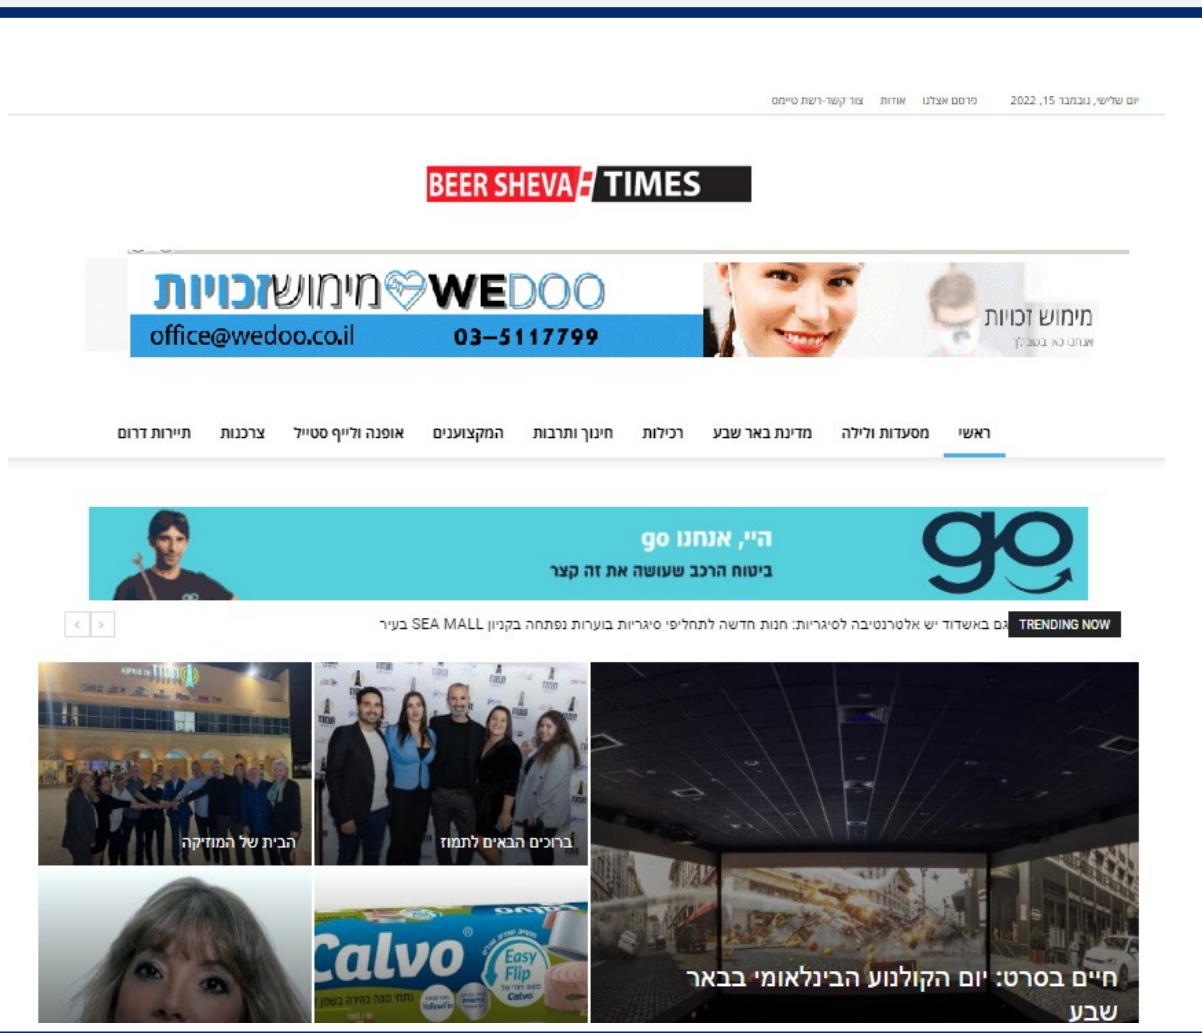 יום שלישי, נובמבר 15, 2022 פרסם אצלנו אודות צור קשר-רשת טיימס
BEER SHEVA TIMES
WEDOO מימוש זכויות
office@wedoo.co.il 03-5117799
מימוש זכויות
ראשי מסעדות ולילה מדינת באר שבע רכילות חינוך ותרבות המקצוענים אופנה ולייף סטייל צרכנות תיירות דרום
היי, אנחנו go
ביטוח הרכב שעושה את זה קצר
go
TRENDING NOW גם באשדוד יש אלטרנטיבה לסיגריות: חנות חדשה לתחליפי סיגריות בוערות נפתחה בקניון SEA MALL בעיר
חיים בסרט: יום הקולנוע הבינלאומי בבאר
שבע
ברוכים הבאים לתמוז
הבית של המוזיקה
Calvo
Easy
Flip
Calvo